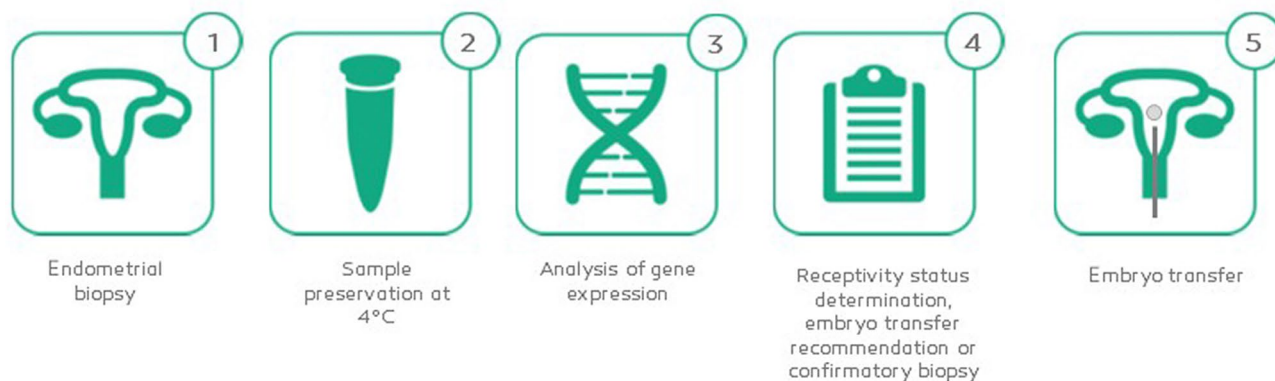 1
2
3
4
5
Endometrial
biopsy
Sample
preservation at
4°C
Analysis of gene
expression
Receptivity status
determination,
embryo transfer
recommendation or
confirmatory biopsy
Embryo transfer